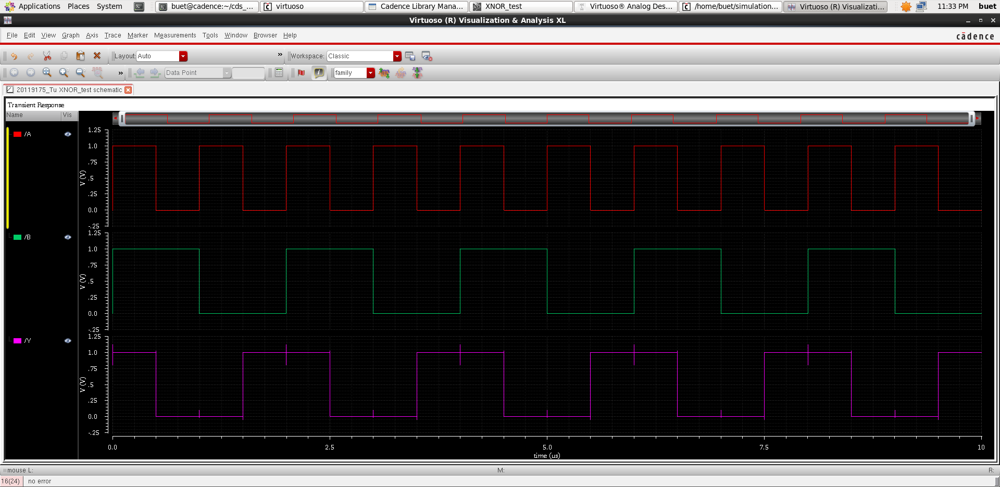 Applications Places System buet@cadence:~/cds_... virtuoso Cadence Library Mana... XNOR_test Virtuoso® Analog Des... /home/buet/simulation... Virtuoso (R) Visualizati... 11:33 PM buet
Virtuoso (R) Visualization & Analysis XL
File Edit View Graph Axis Trace Marker Measurements Tools Window Browser Help
cādence
Layout: Auto » Workspace: Classic
» Data Point family
20119175_Tu XNOR_test schematic
Transient Response
Name Vis
/A
1.25
1.0
.75
.5
.25
0.0
-.25
V (V)
/B
1.25
1.0
.75
.5
.25
0.0
-.25
V (V)
/Y
1.25
1.0
.75
.5
.25
0.0
-.25
V (V)
0.0 2.5 5.0 7.5 10
time (us)
mouse L: M: R:
16(24) no error